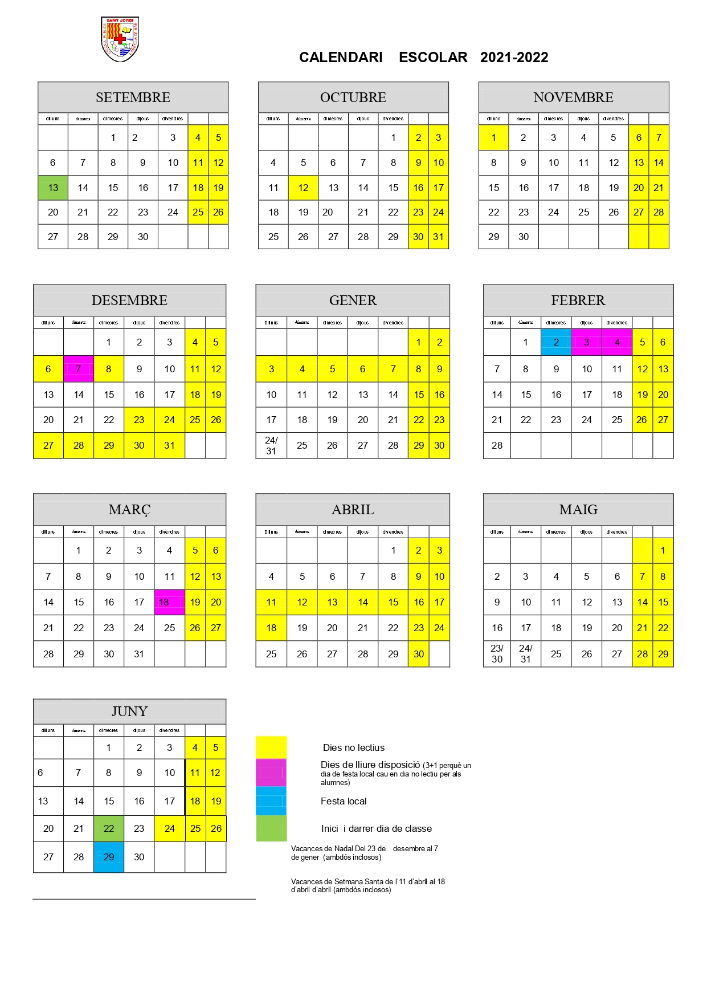 SANT JORDI
ESCOLA PÚBLICA
L'AMETLLA DE MAR
CALENDARI ESCOLAR 2021-2022
SETEMBRE
dilluns dimarts dimecres dijous divendres
1 2 3 4 5
6 7 8 9 10 11 12
13 14 15 16 17 18 19
20 21 22 23 24 25 26
27 28 29 30
OCTUBRE
dilluns dimarts dimecres dijous divendres
1 2 3
4 5 6 7 8 9 10
11 12 13 14 15 16 17
18 19 20 21 22 23 24
25 26 27 28 29 30 31
NOVEMBRE
dilluns dimarts dimecres dijous divendres
1 2 3 4 5 6 7
8 9 10 11 12 13 14
15 16 17 18 19 20 21
22 23 24 25 26 27 28
29 30
DESEMBRE
dilluns dimarts dimecres dijous divendres
1 2 3 4 5
6 7 8 9 10 11 12
13 14 15 16 17 18 19
20 21 22 23 24 25 26
27 28 29 30 31
GENER
Dilluns dimarts dimecres dijous divendres
1 2
3 4 5 6 7 8 9
10 11 12 13 14 15 16
17 18 19 20 21 22 23
24/ 25 26 27 28 29 30
31
FEBRER
dilluns dimarts dimecres dijous divendres
1 2 3 4 5 6
7 8 9 10 11 12 13
14 15 16 17 18 19 20
21 22 23 24 25 26 27
28
MARÇ
dilluns dimarts dimecres dijous divendres
1 2 3 4 5 6
7 8 9 10 11 12 13
14 15 16 17 18 19 20
21 22 23 24 25 26 27
28 29 30 31
ABRIL
Dilluns dimarts dimecres dijous divendres
1 2 3
4 5 6 7 8 9 10
11 12 13 14 15 16 17
18 19 20 21 22 23 24
25 26 27 28 29 30
MAIG
dilluns dimarts dimecres dijous divendres
1
2 3 4 5 6 7 8
9 10 11 12 13 14 15
16 17 18 19 20 21 22
23/ 24/ 25 26 27 28 29
30 31
JUNY
dilluns dimarts dimecres dijous divendres
1 2 3 4 5
6 7 8 9 10 11 12
13 14 15 16 17 18 19
20 21 22 23 24 25 26
27 28 29 30
Dies no lectius
Dies de lliure disposició (3+1 perquè un
dia de festa local cau en dia no lectiu per als
alumnes)
Festa local
Inici i darrer dia de classe
Vacances de Nadal Del 23 de desembre al 7
de gener (ambdós inclosos)
Vacances de Setmana Santa de l'11 d'abril al 18
d'abril d'abril (ambdós inclosos)